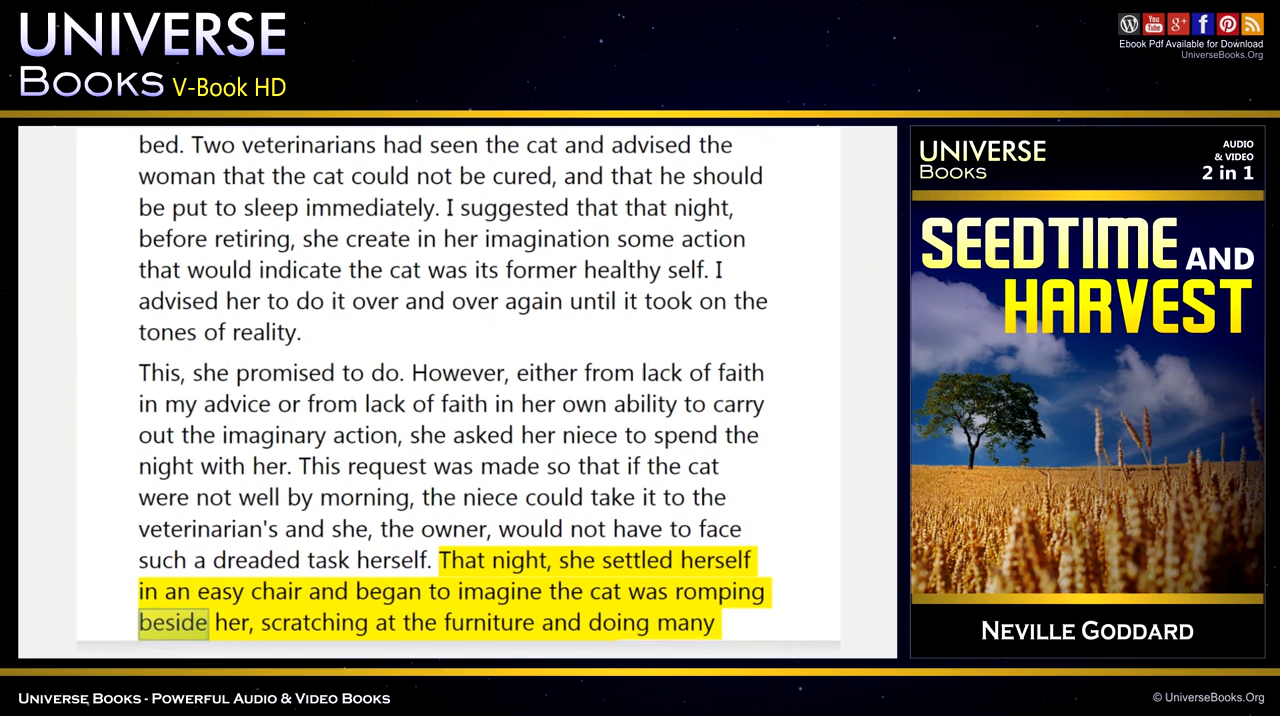 UNIVERSE
BOOKS V-Book HD
Ebook Pdf Available for Download
UniverseBooks.Org
bed. Two veterinarians had seen the cat and advised the
woman that the cat could not be cured, and that he should
be put to sleep immediately. I suggested that that night,
before retiring, she create in her imagination some action
that would indicate the cat was its former healthy self. I
advised her to do it over and over again until it took on the
tones of reality.
This, she promised to do. However, either from lack of faith
in my advice or from lack of faith in her own ability to carry
out the imaginary action, she asked her niece to spend the
night with her. This request was made so that if the cat
were not well by morning, the niece could take it to the
veterinarian's and she, the owner, would not have to face
such a dreaded task herself. That night, she settled herself
in an easy chair and began to imagine the cat was romping
beside her, scratching at the furniture and doing many
UNIVERSE
BOOKS
AUDIO
& VIDEO
2 in 1
SEEDTIME AND
HARVEST
NEVILLE GODDARD
UNIVERSE BOOKS - POWERFUL AUDIO & VIDEO BOOKS
© UniverseBooks.Org